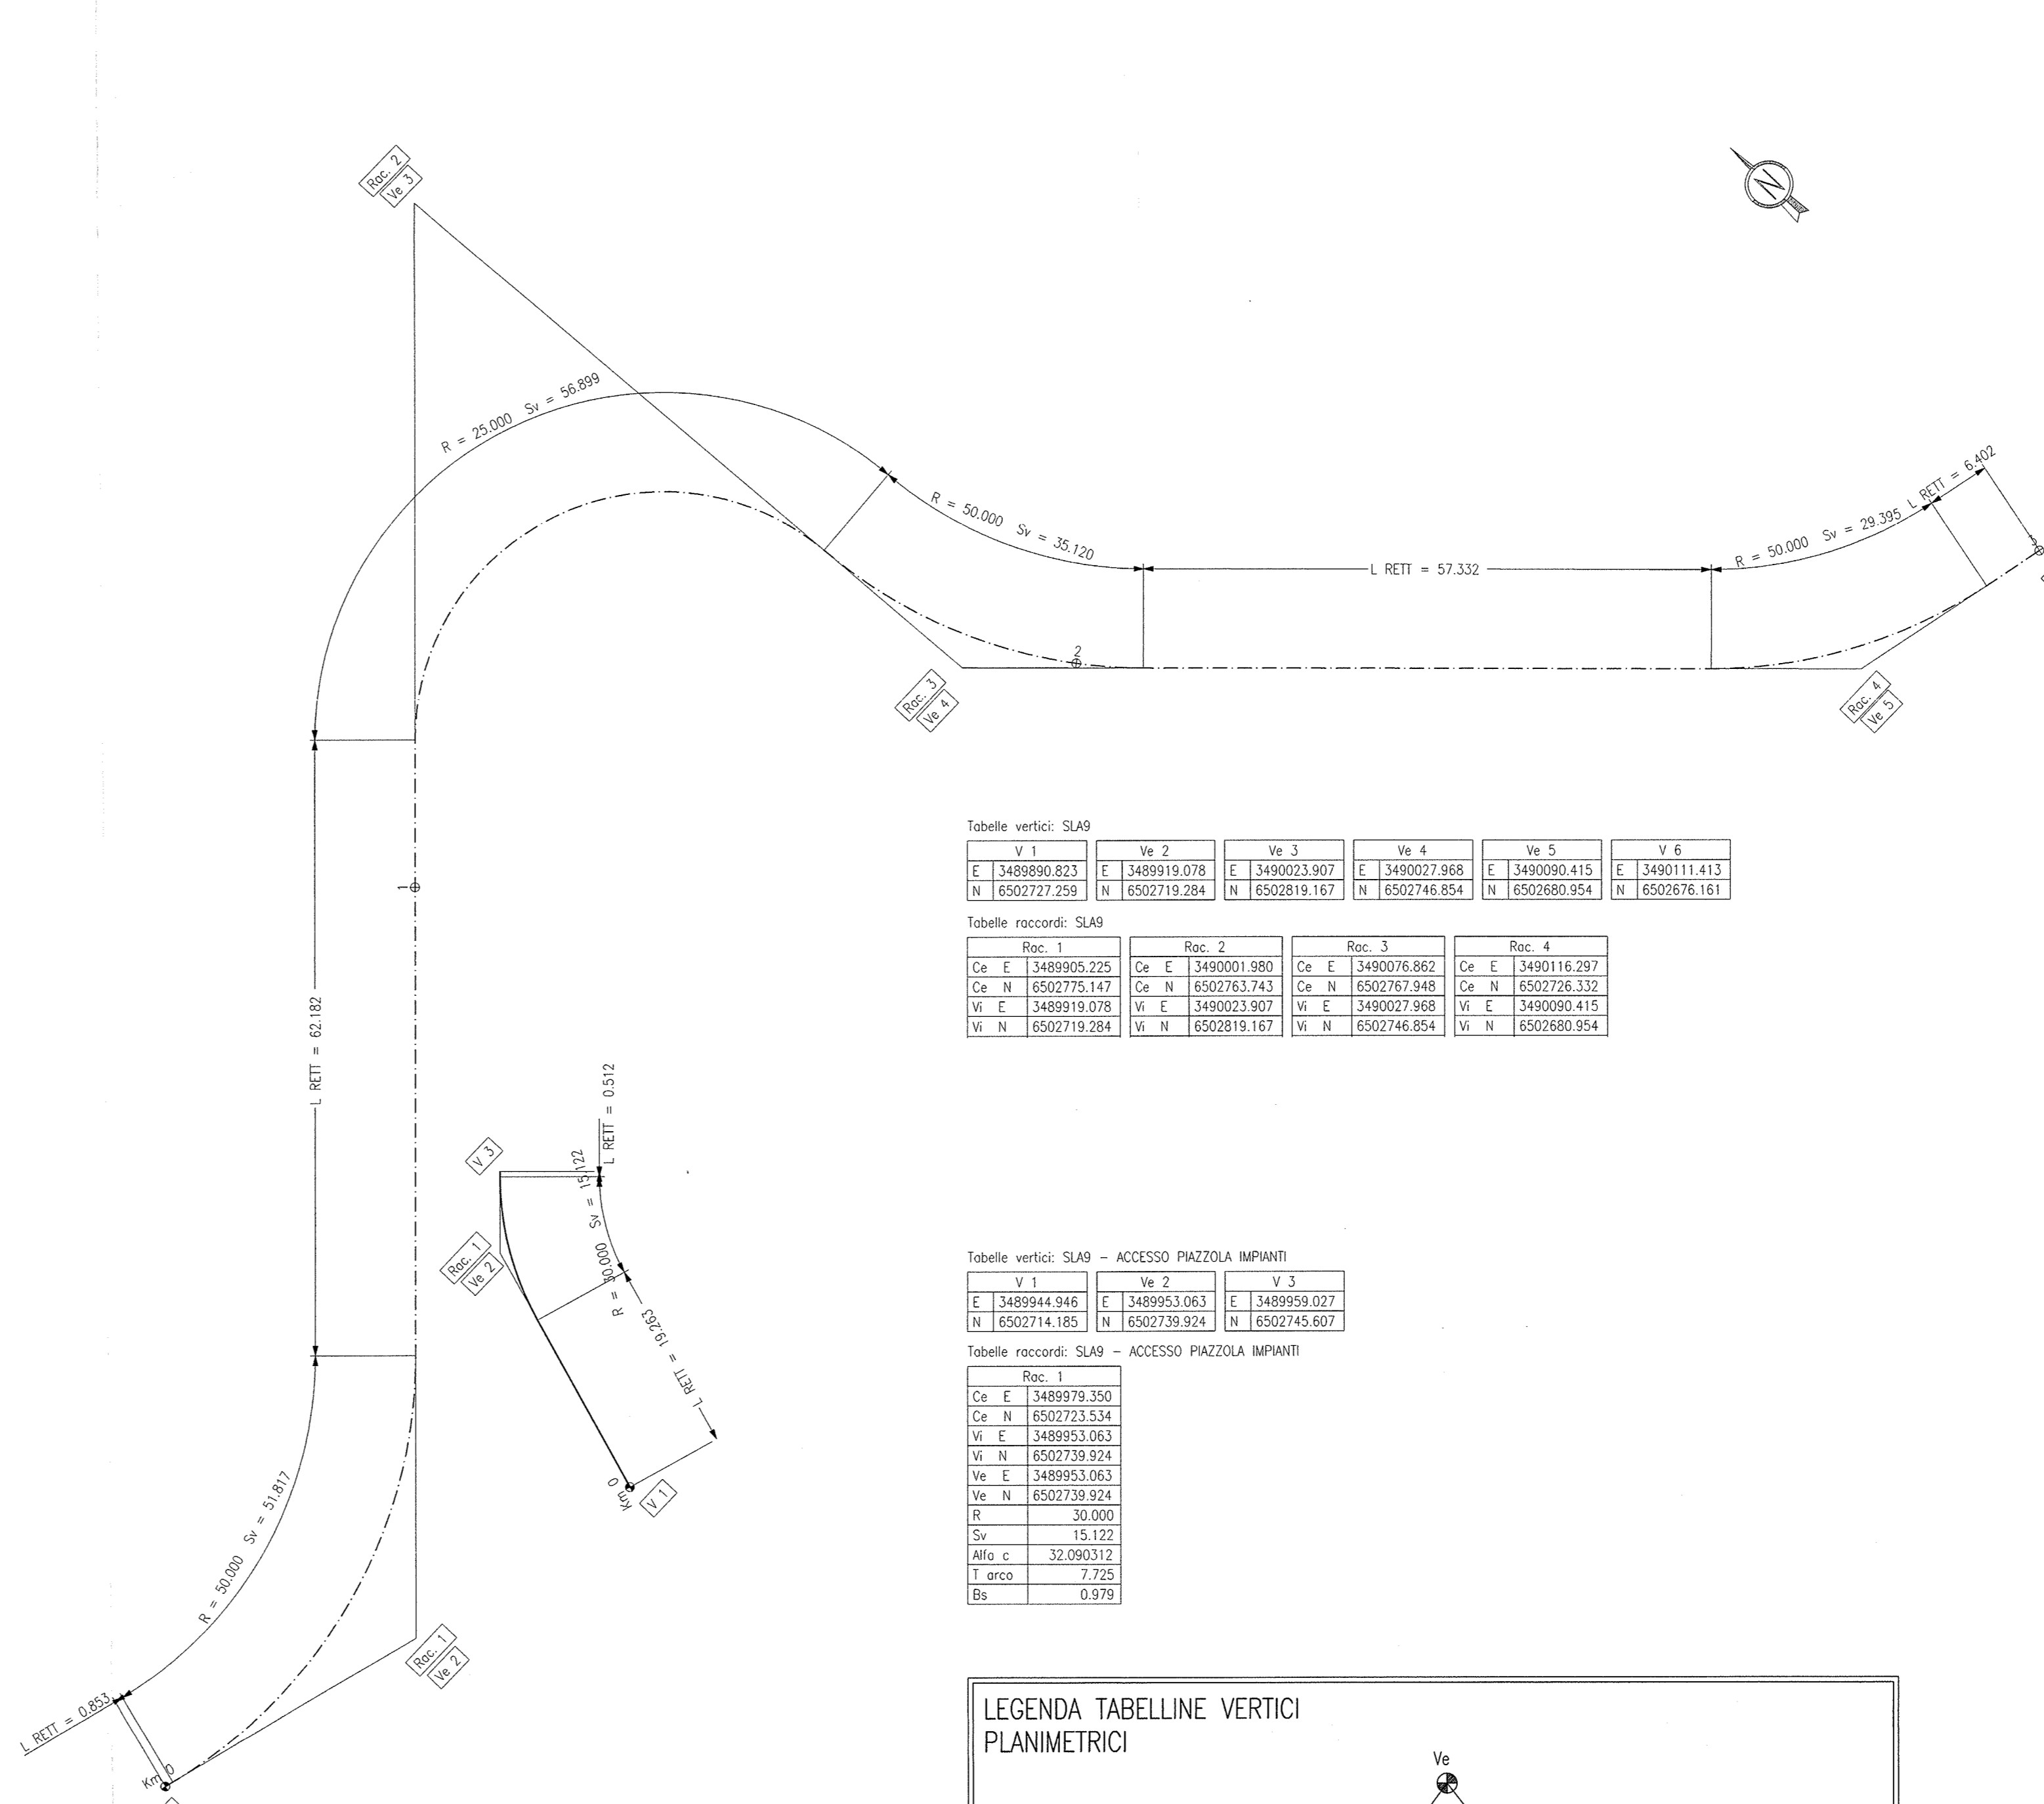 Rac. 2
Ve 3
N
R = 25.000 Sv = 56.899
R = 50.000 Sv = 35.120
L RETT = 57.332
R = 50.000 Sv = 29.395
L RETT = 6.402
3
2
Rac. 3
Ve 4
Rac. 4
Ve 5
1
L RETT = 62.182
Tabelle vertici: SLA9
V 1 Ve 2 Ve 3 Ve 4 Ve 5 V 6
E 3489890.823 E 3489919.078 E 3490023.907 E 3490027.968 E 3490090.415 E 3490111.413
N 6502727.259 N 6502719.284 N 6502819.167 N 6502746.854 N 6502680.954 N 6502676.161
Tabelle raccordi: SLA9
Rac. 1 Rac. 2 Rac. 3 Rac. 4
Ce E 3489905.225 Ce E 3490001.980 Ce E 3490076.862 Ce E 3490116.297
Ce N 6502775.147 Ce N 6502763.743 Ce N 6502767.948 Ce N 6502726.332
Vi E 3489919.078 Vi E 3490023.907 Vi E 3490027.968 Vi E 3490090.415
Vi N 6502719.284 Vi N 6502819.167 Vi N 6502746.854 Vi N 6502680.954
L RETT = 0.512
V 3
R = 30.000 Sv = 15.122
Rac. 1
Ve 2
L RETT = 19.263
Km 0
V 1
Tabelle vertici: SLA9 – ACCESSO PIAZZOLA IMPIANTI
V 1 Ve 2 V 3
E 3489944.946 E 3489953.063 E 3489959.027
N 6502714.185 N 6502739.924 N 6502745.607
Tabelle raccordi: SLA9 – ACCESSO PIAZZOLA IMPIANTI
Rac. 1
Ce E 3489979.350
Ce N 6502723.534
Vi E 3489953.063
Vi N 6502739.924
Ve E 3489953.063
Ve N 6502739.924
R 30.000
Sv 15.122
Alfa c 32.090312
T arco 7.725
Bs 0.979
R = 50.000 Sv = 51.817
Rac. 1
Ve 2
L RETT = 0.853
Km 0
LEGENDA TABELLINE VERTICI
PLANIMETRICI
Ve